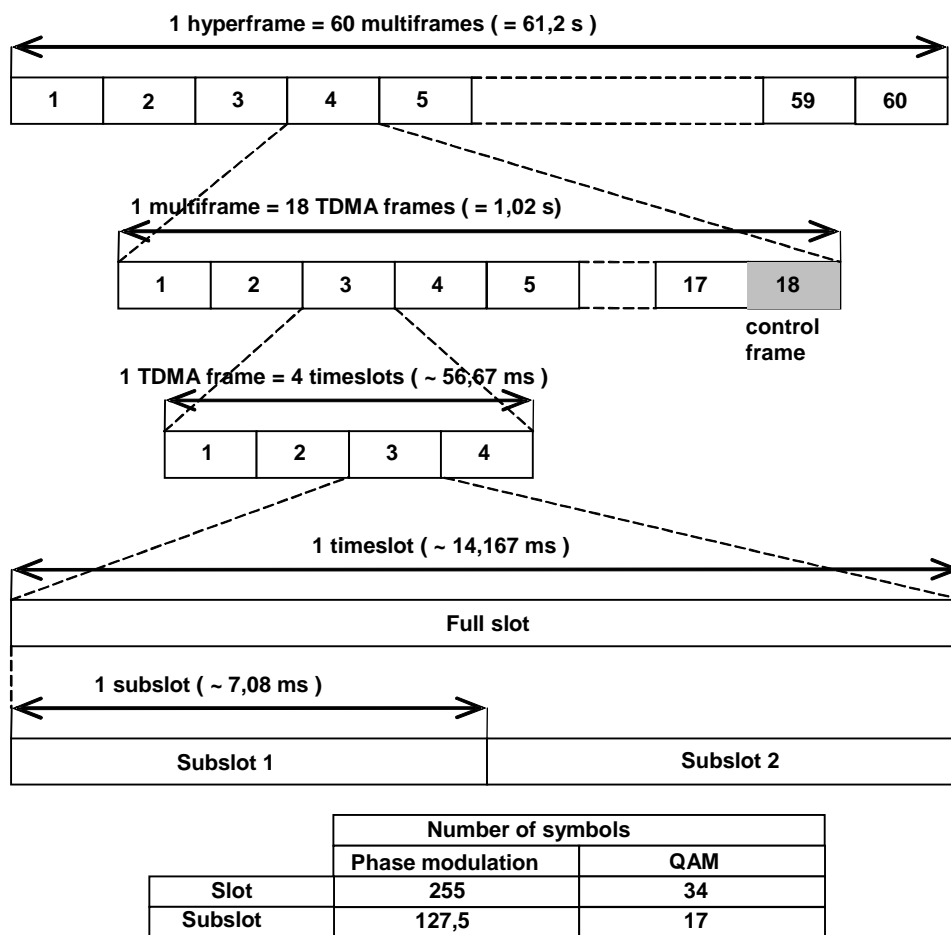 1 hyperframe = 60 multiframes ( = 61,2 s )
1 2 3 4 5 59 60
1 multiframe = 18 TDMA frames ( = 1,02 s)
1 2 3 4 5 17 18
control
frame
1 TDMA frame = 4 timeslots ( ~ 56,67 ms )
1 2 3 4
1 timeslot ( ~ 14,167 ms )
Full slot
1 subslot ( ~ 7,08 ms )
Subslot 1 Subslot 2
Number of symbols
Phase modulation QAM
Slot 255 34
Subslot 127,5 17